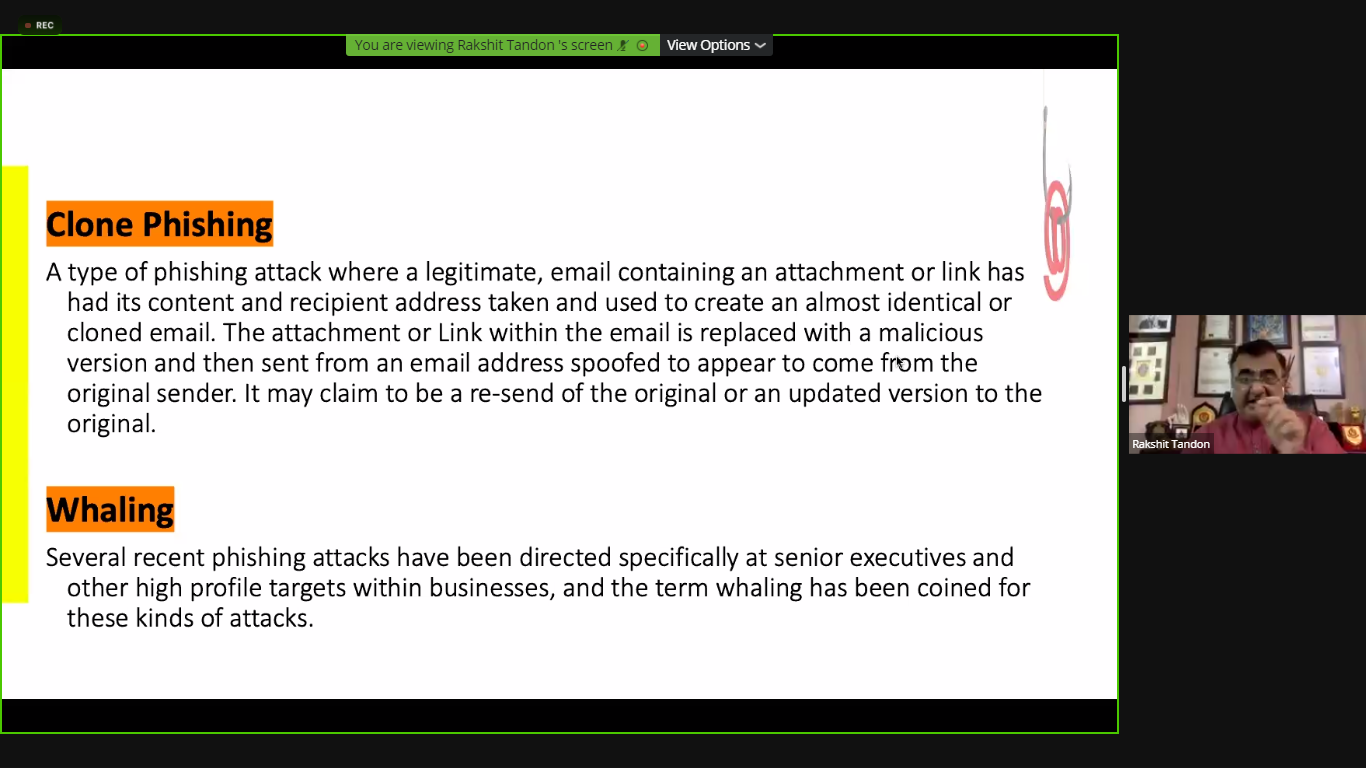 REC
You are viewing Rakshit Tandon 's screen
View Options
Clone Phishing
A type of phishing attack where a legitimate, email containing an attachment or link has
had its content and recipient address taken and used to create an almost identical or
cloned email. The attachment or Link within the email is replaced with a malicious
version and then sent from an email address spoofed to appear to come from the
original sender. It may claim to be a re-send of the original or an updated version to the
original.
Whaling
Several recent phishing attacks have been directed specifically at senior executives and
other high profile targets within businesses, and the term whaling has been coined for
these kinds of attacks.
Rakshit Tandon